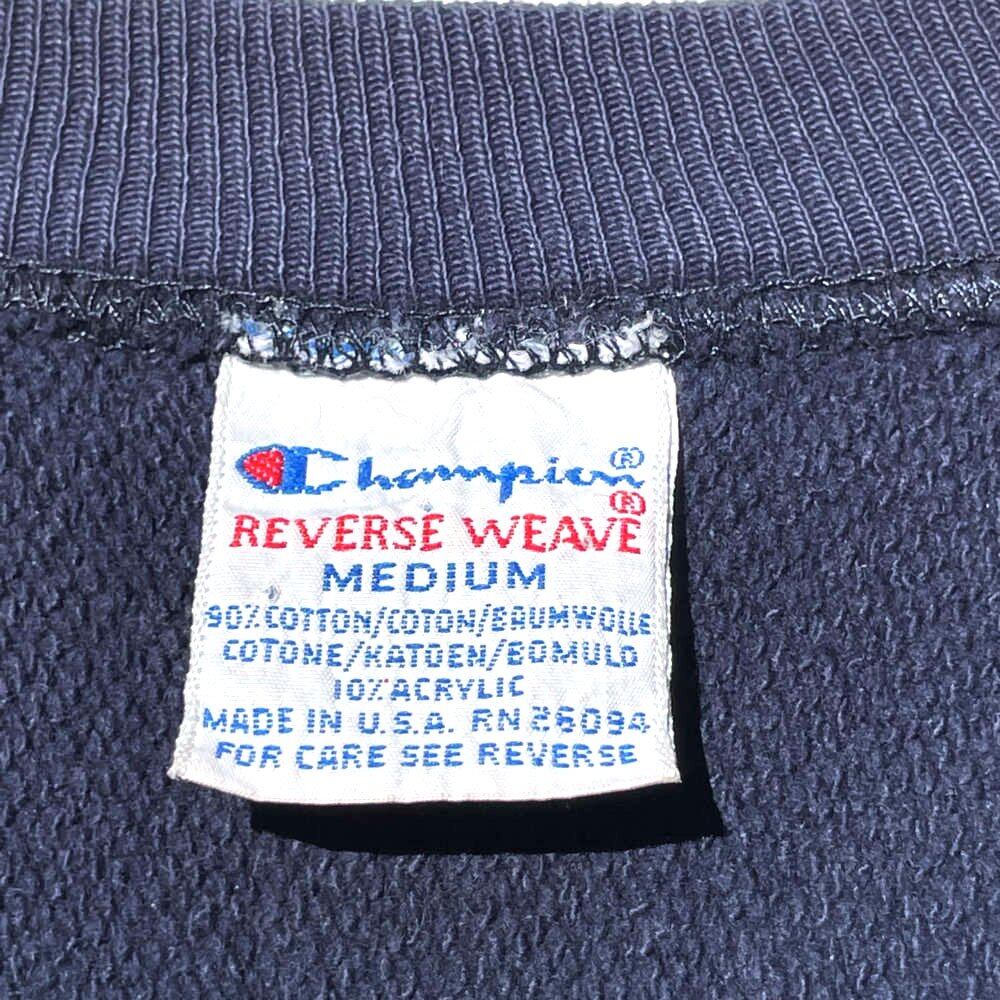 Champion®
REVERSE WEAVE®
MEDIUM
90% COTTON/COTON/BAUMWOLLE
COTONE/KATOEN/BOMULD
10% ACRYLIC
MADE IN U.S.A. RN 26094
FOR CARE SEE REVERSE